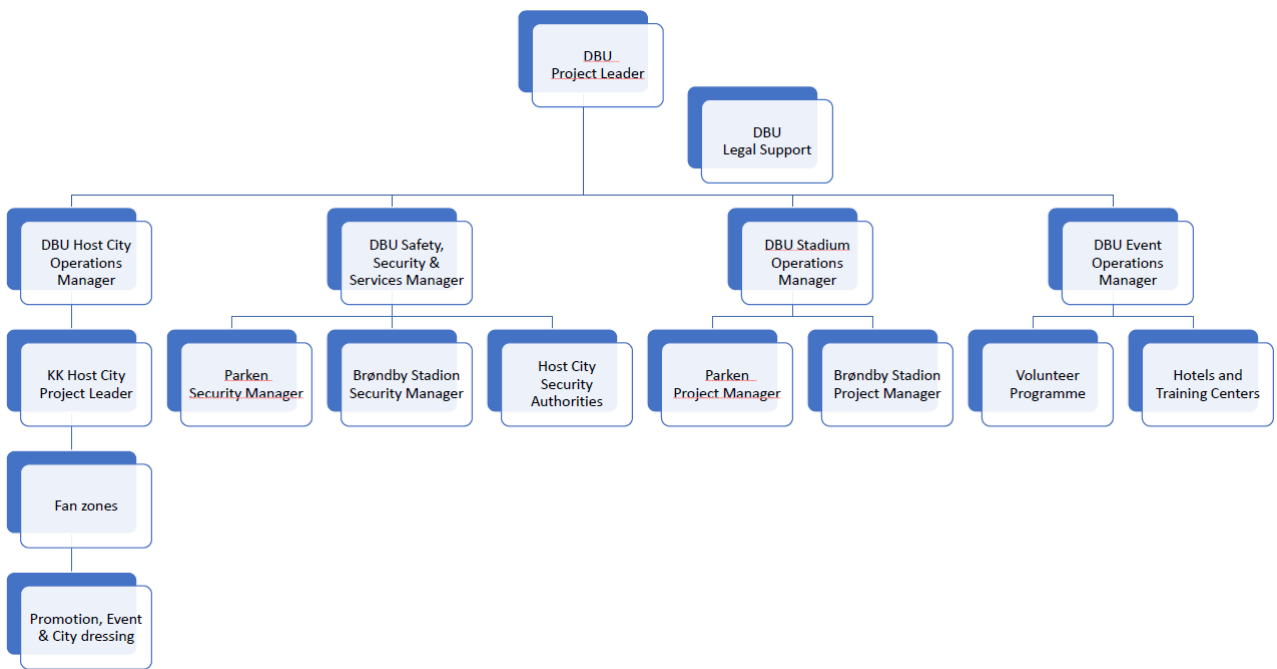 DBU
Project Leader
DBU
Legal Support
DBU Host City
Operations
Manager
DBU Safety,
Security &
Services Manager
DBU Stadium
Operations
Manager
DBU Event
Operations
Manager
KK Host City
Project Leader
Parken
Security Manager
Brøndby Stadion
Security Manager
Host City
Security
Authorities
Parken
Project Manager
Brøndby Stadion
Project Manager
Volunteer
Programme
Hotels and
Training Centers
Fan zones
Promotion, Event
& City dressing